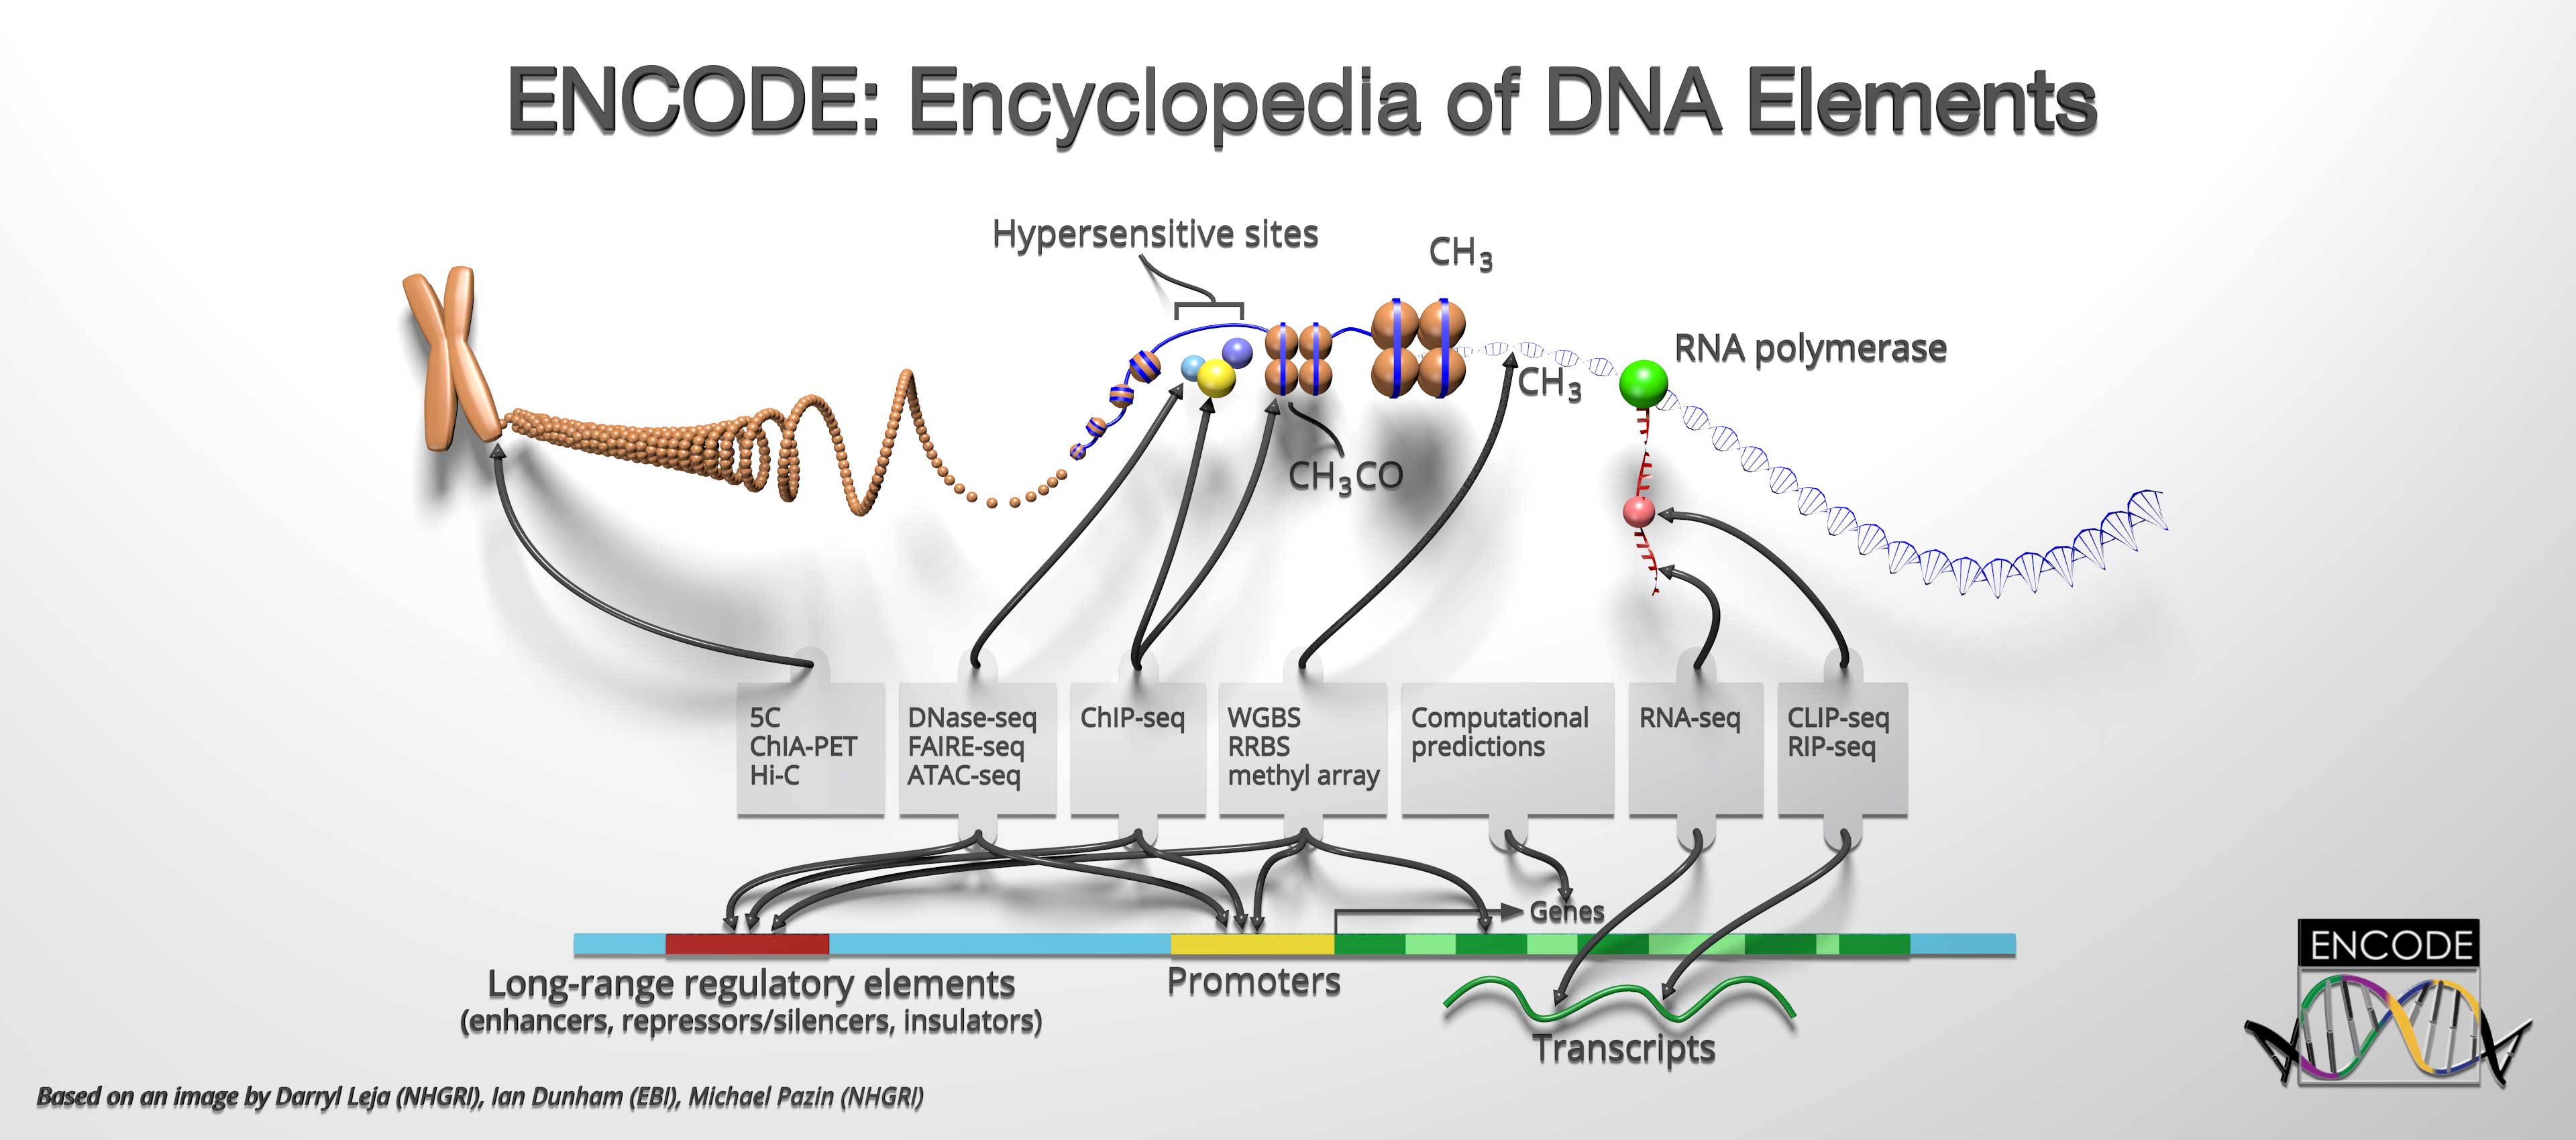 ENCODE: Encyclopedia of DNA Elements
Hypersensitive sites
CH3
RNA polymerase
CH3
CH3CO
5C
ChIA-PET
Hi-C
DNase-seq
FAIRE-seq
ATAC-seq
ChIP-seq
WGBS
RRBS
methyl array
Computational
predictions
RNA-seq
CLIP-seq
RIP-seq
Genes
Long-range regulatory elements
(enhancers, repressors/silencers, insulators)
Promoters
Transcripts
ENCODE
Based on an image by Darryl Leja (NHGRI), Ian Dunham (EBI), Michael Pazin (NHGRI)